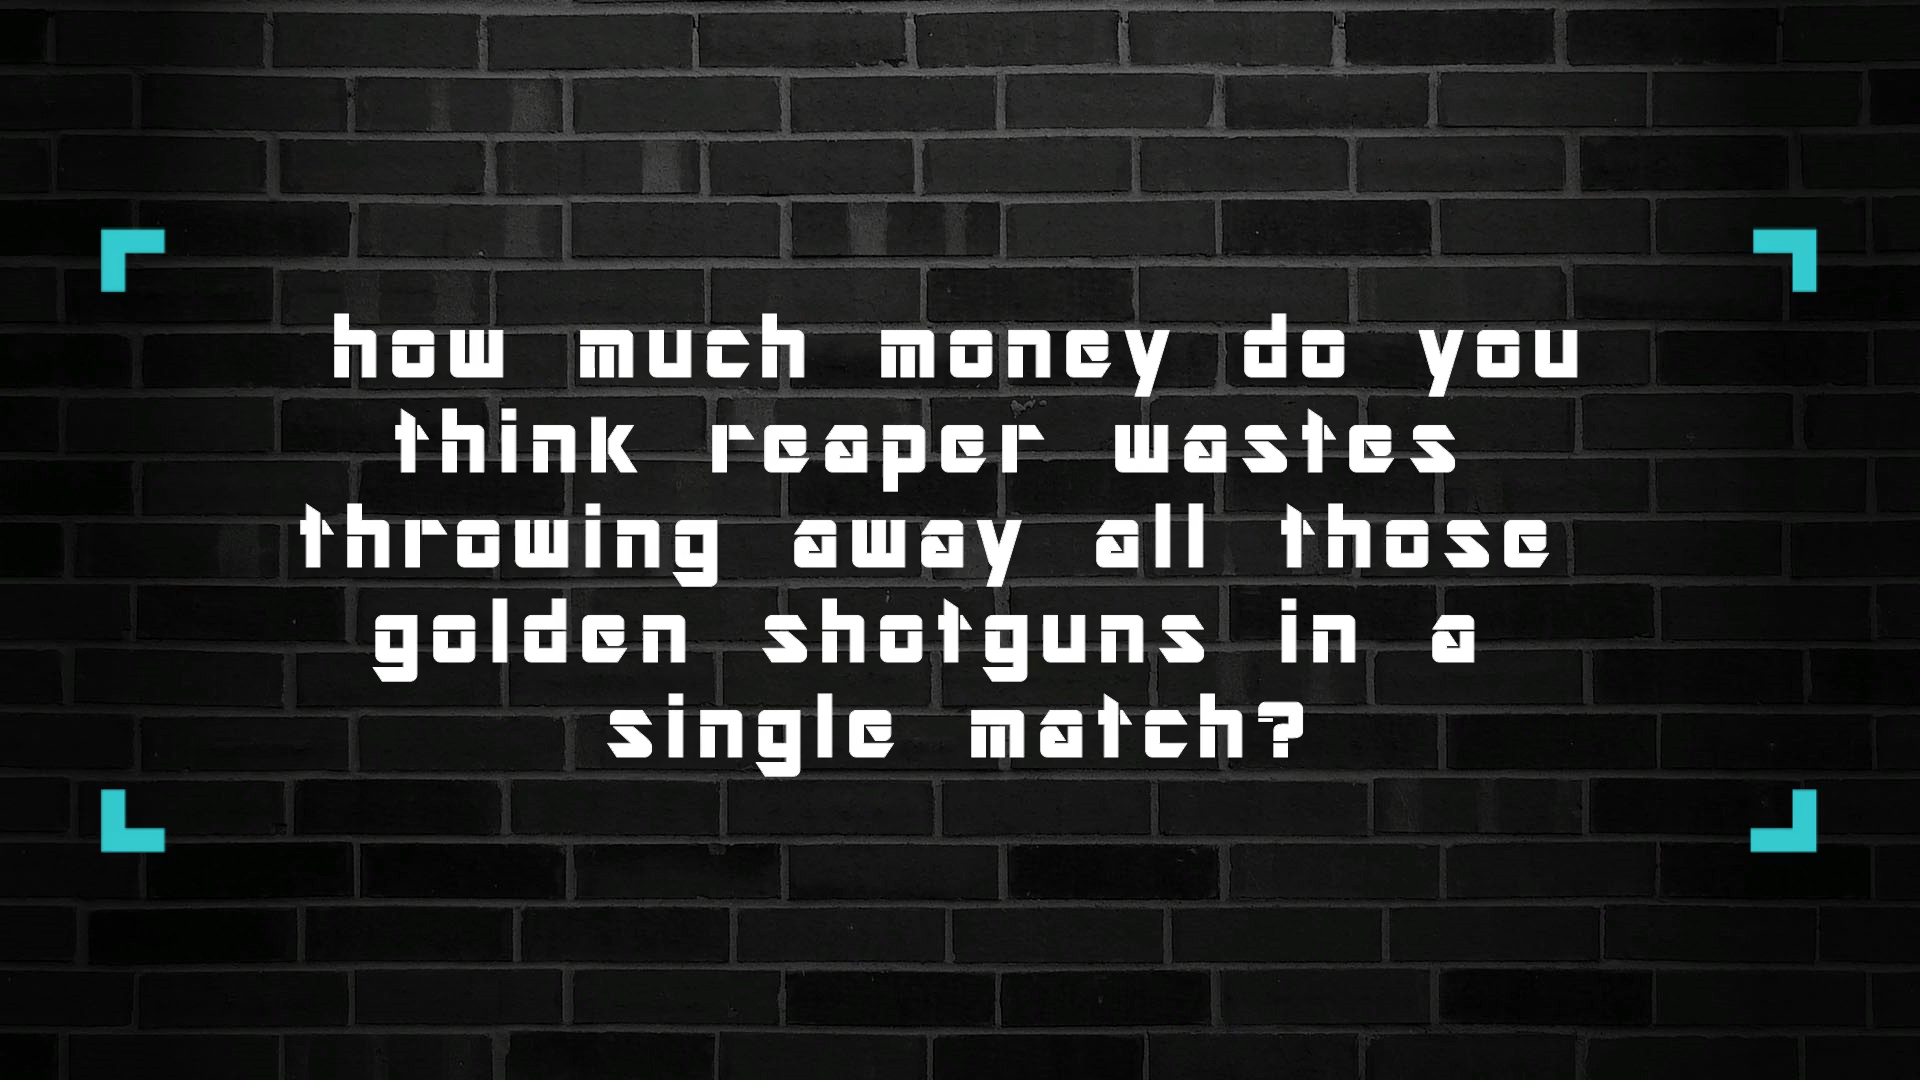 how much money do you
think reaper wastes
throwing away all those
golden shotguns in a
single match?